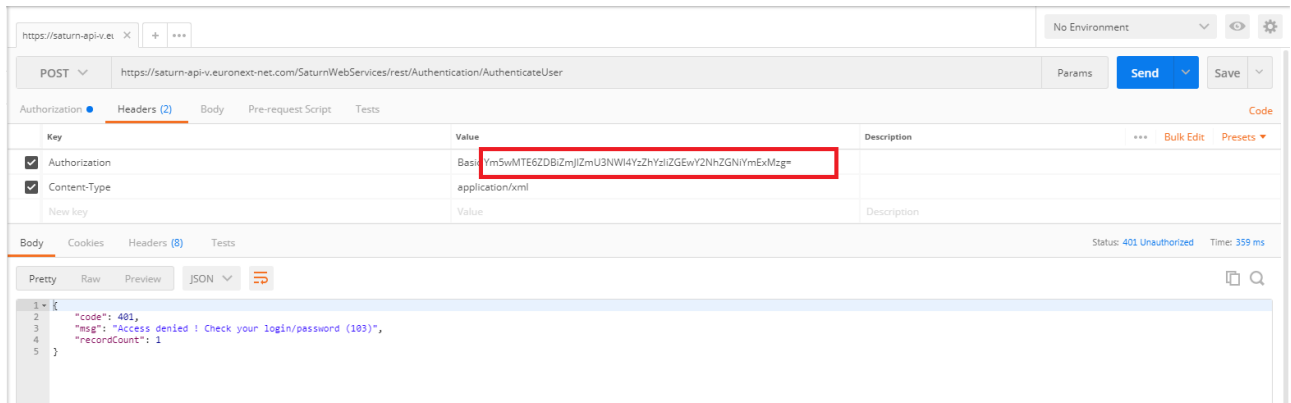 https://saturn-api-v.eu
No Environment
POST https://saturn-api-v.euronext-net.com/SaturnWebServices/rest/Authentication/AuthenticateUser Params Send Save
Authorization Headers (2) Body Pre-request Script Tests Code
Key Value Description Bulk Edit Presets
Authorization Basic Ym5wMTE6ZDBiZmJlZmU3NWI4YzZhYzliZGEwY2NhZGNiYmExMzg=
Content-Type application/xml
New key Value Description
Body Cookies Headers (8) Tests Status: 401 Unauthorized Time: 359 ms
Pretty Raw Preview JSON
1 {
2 "code": 401,
3 "msg": "Access denied ! Check your login/password (103)",
4 "recordCount": 1
5 }